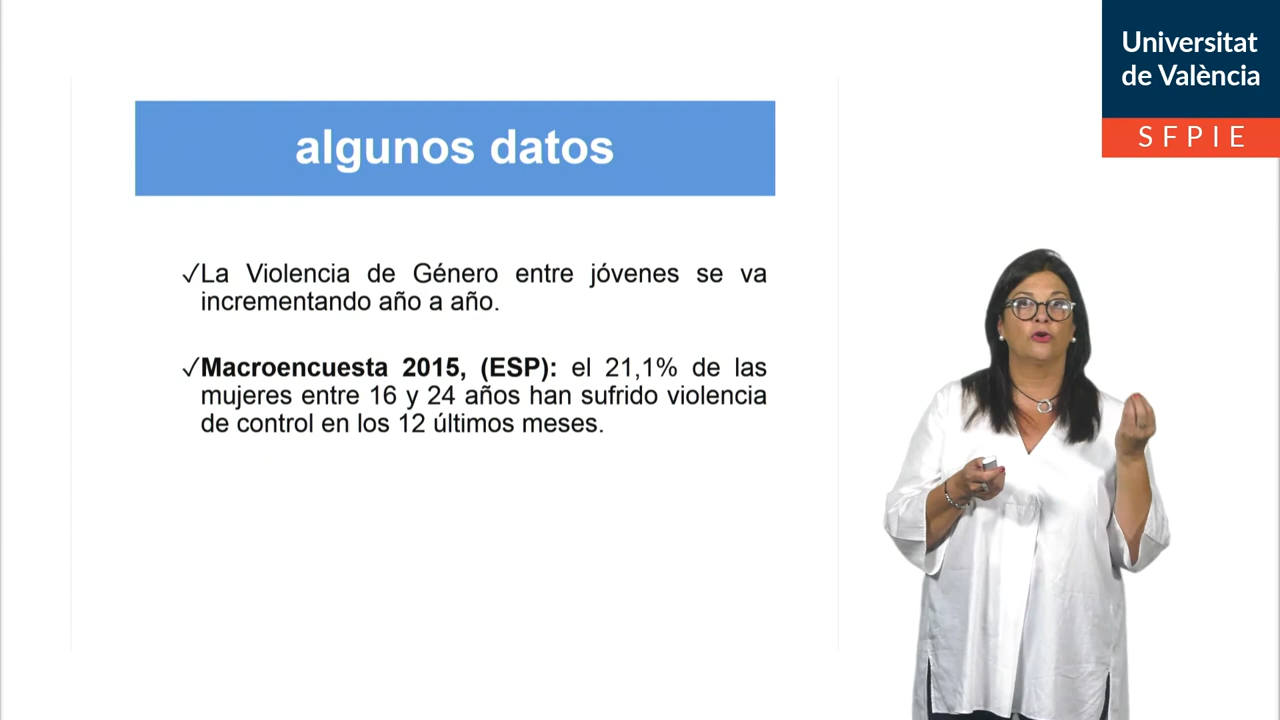 Universitat
de València
SFPIE
algunos datos
✓La Violencia de Género entre jóvenes se va
incrementando año a año.
✓Macroencuesta 2015, (ESP): el 21,1% de las
mujeres entre 16 y 24 años han sufrido violencia
de control en los 12 últimos meses.